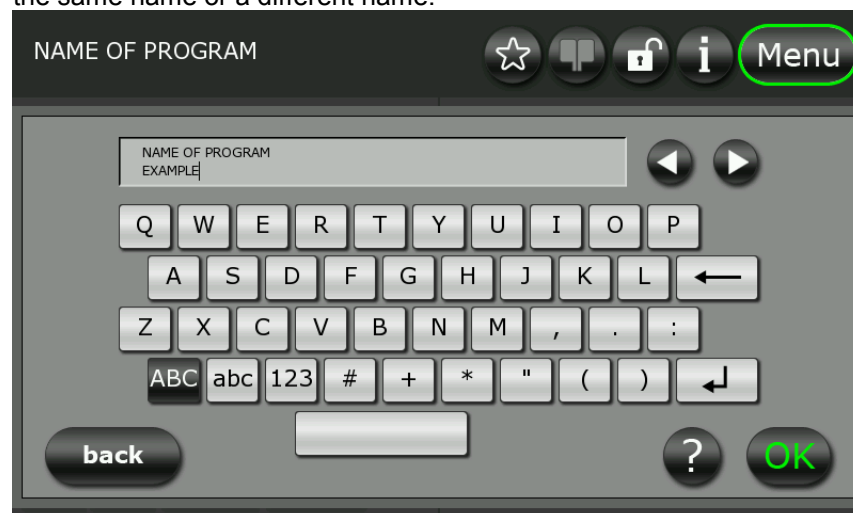 the same name or a different name.
NAME OF PROGRAM
i Menu
NAME OF PROGRAM
EXAMPLE
Q W E R T Y U I O P
A S D F G H J K L
Z X C V B N M , . :
ABC abc 123 # + * " ( )
back ? OK